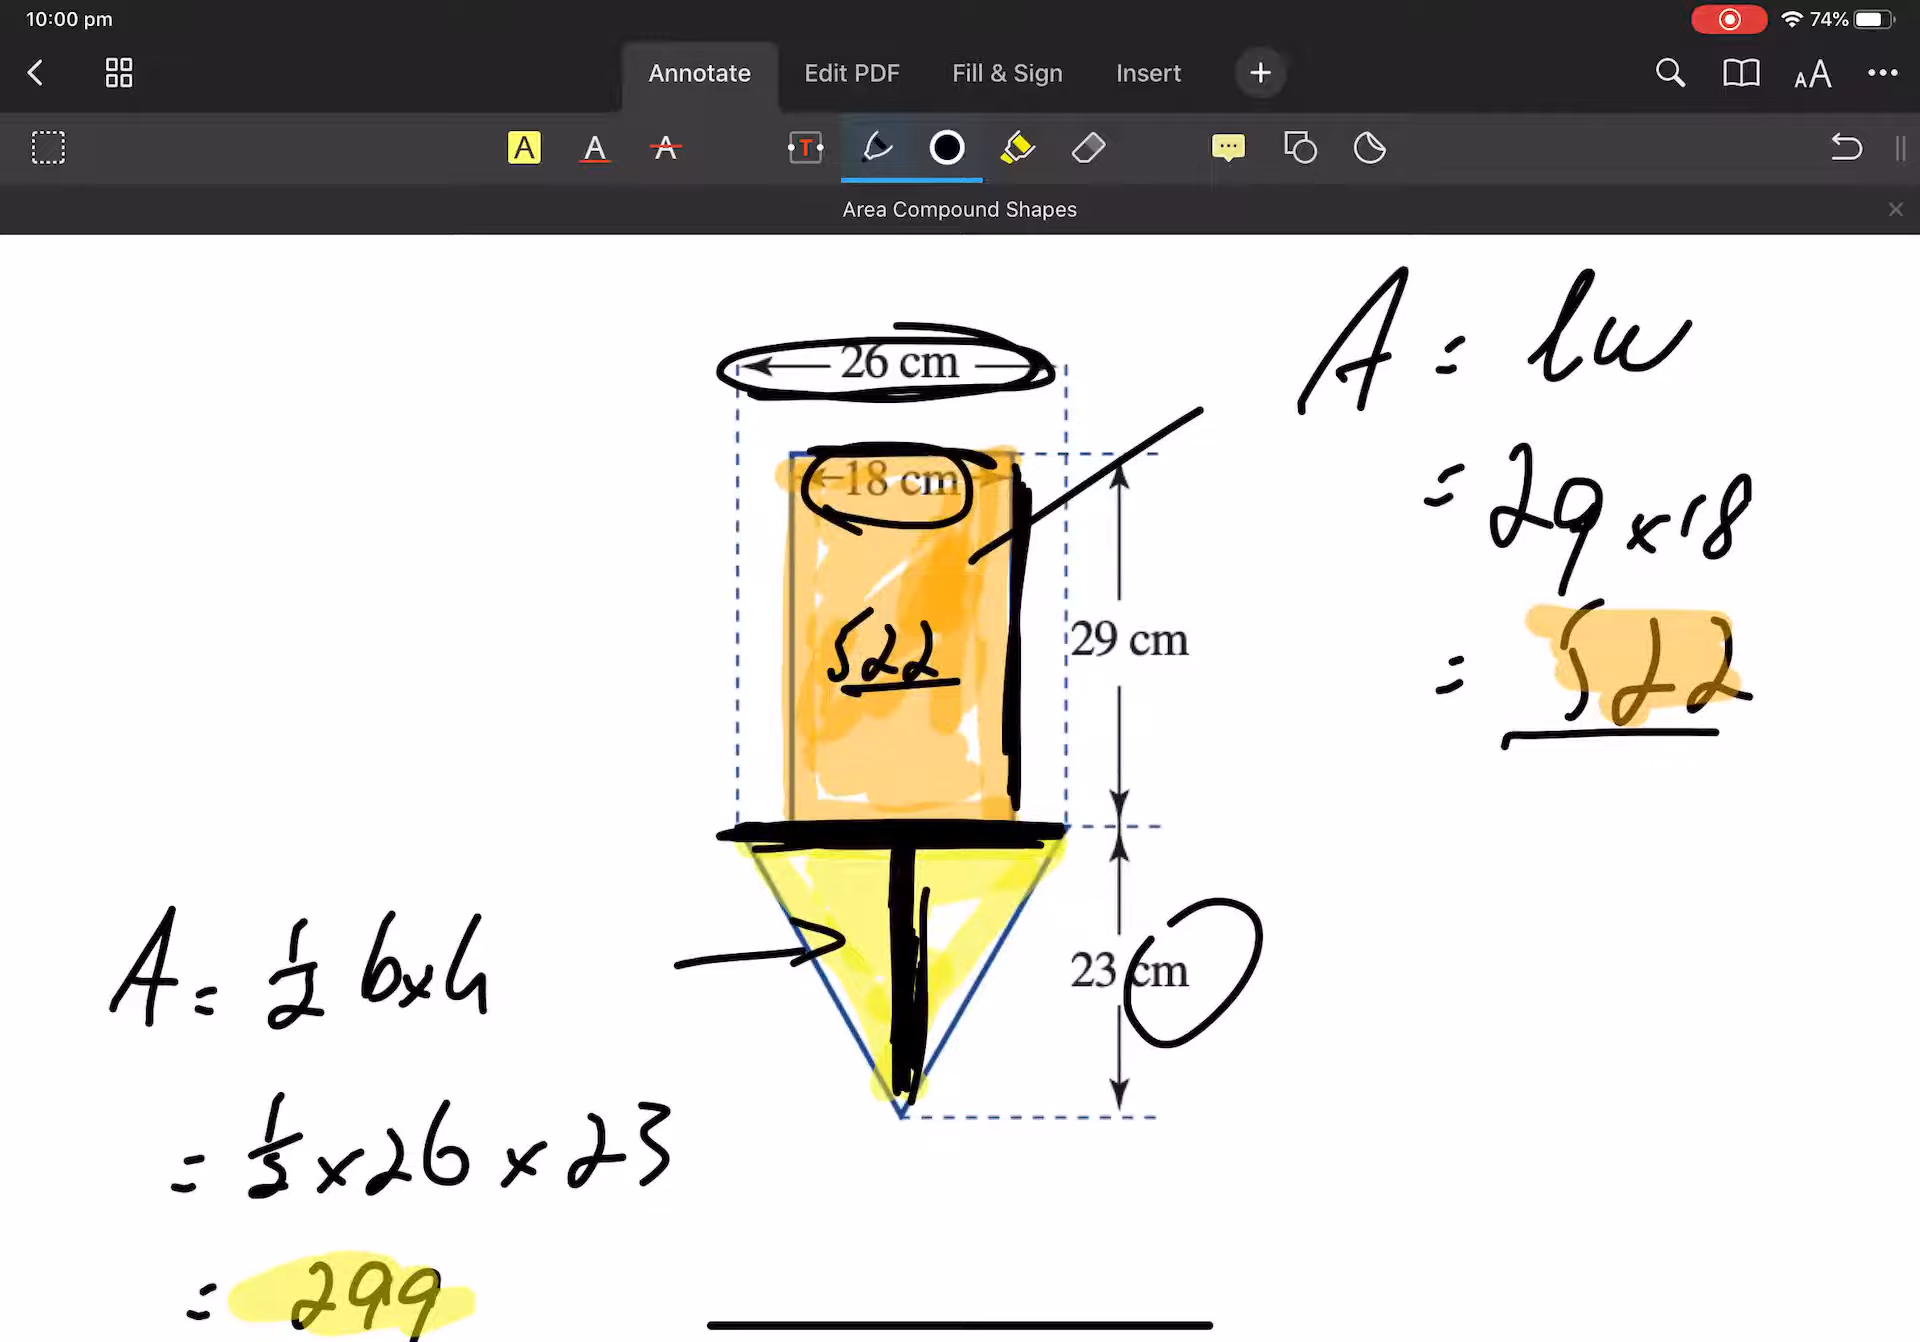 10:00 pm
74%
Annotate
Edit PDF
Fill & Sign
Insert
A A A T
AA
Area Compound Shapes
26 cm
18 cm
522
29 cm
23 cm
A = lw
= 29 x 18
= 522
A = 1/2 b x h
= 1/2 x 26 x 23
= 299